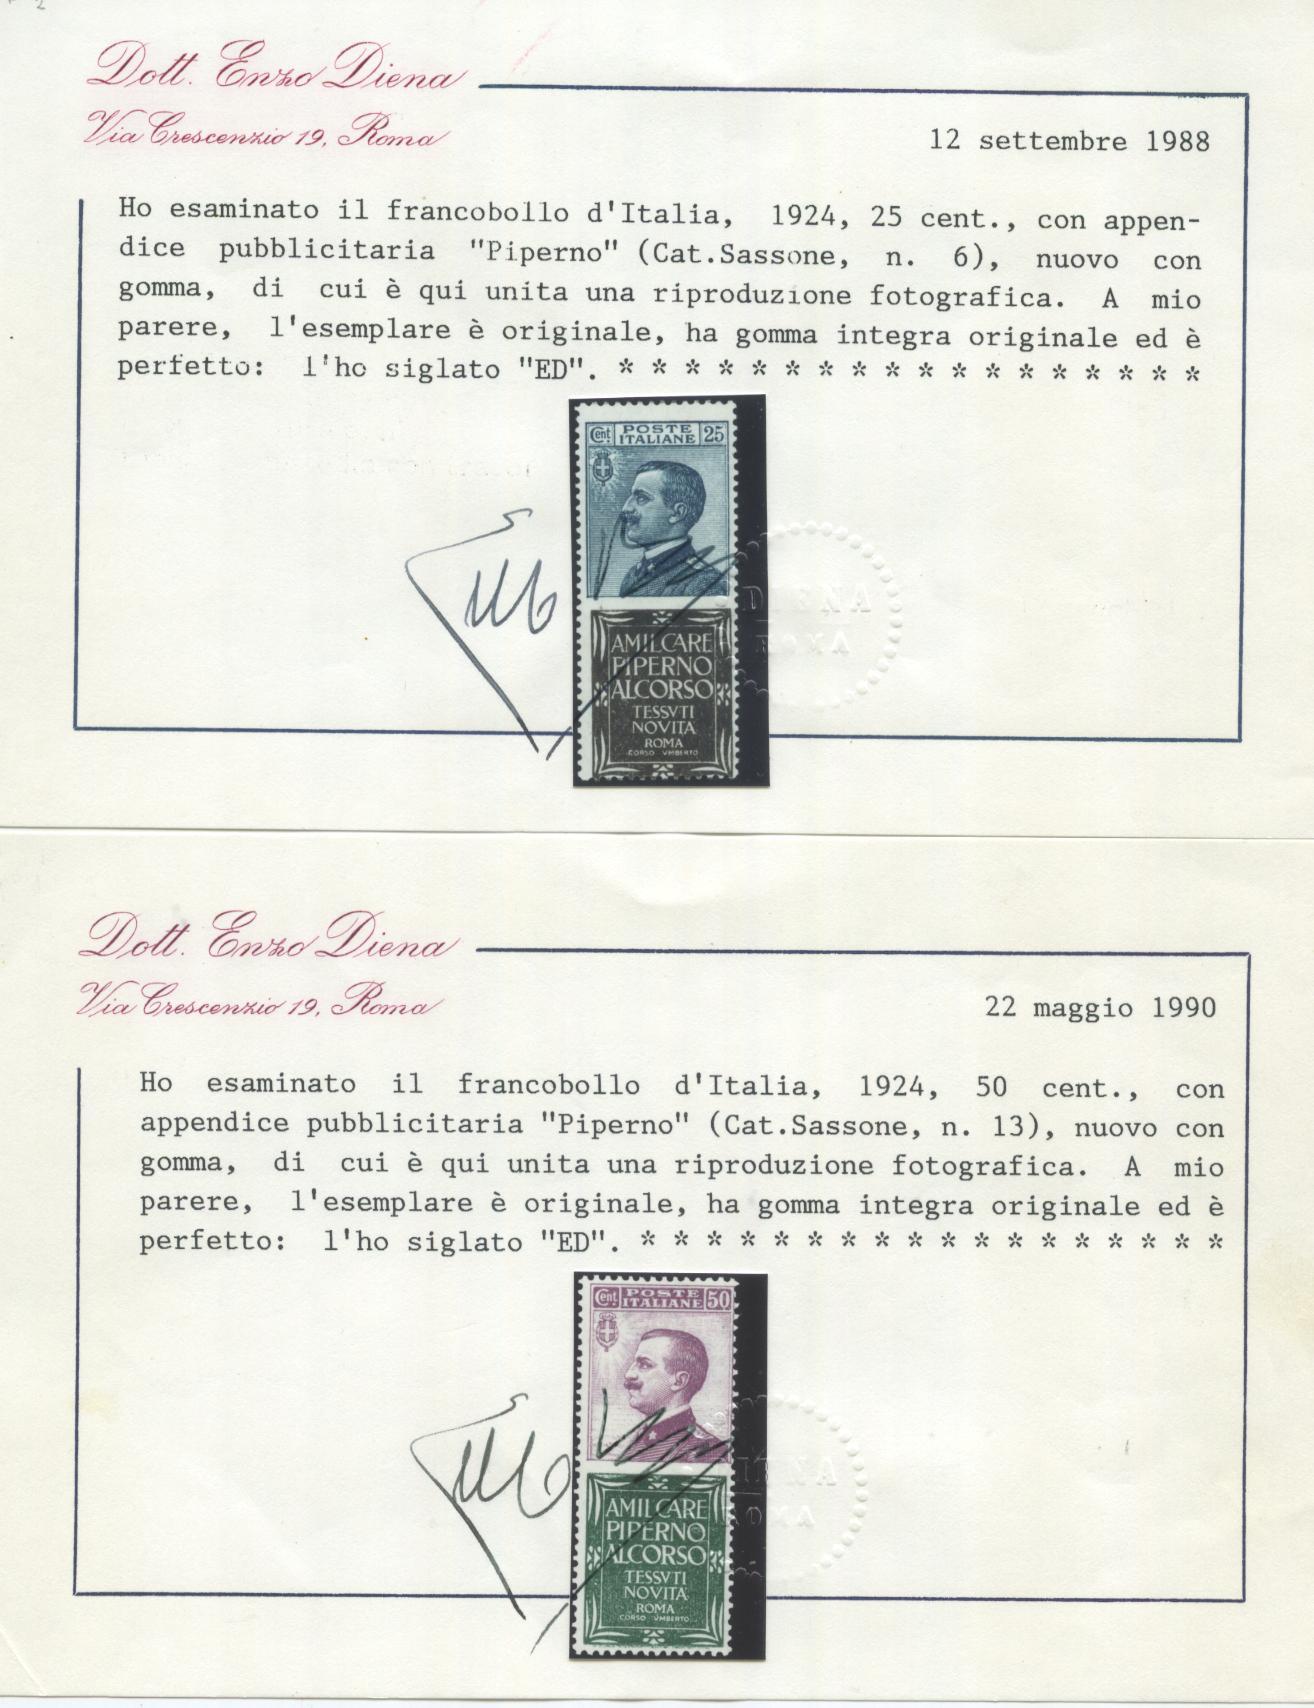 Dott. Enzo Diena
Via Crescenzio 19, Roma
12 settembre 1988
Ho esaminato il francobollo d'Italia, 1924, 25 cent., con appen-
dice pubblicitaria "Piperno" (Cat.Sassone, n. 6), nuovo con
gomma, di cui è qui unita una riproduzione fotografica. A mio
parere, l'esemplare è originale, ha gomma integra originale ed è
perfetto: l'ho siglato "ED". * * * * * * * * * * * * * * * * * *
Cent. POSTE ITALIANE 25
AMILCARE
PIPERNO
ALCORSO
TESSVTI
NOVITA
ROMA
CORSO VMBERTO
Dott. Enzo Diena
Via Crescenzio 19, Roma
22 maggio 1990
Ho esaminato il francobollo d'Italia, 1924, 50 cent., con
appendice pubblicitaria "Piperno" (Cat.Sassone, n. 13), nuovo con
gomma, di cui è qui unita una riproduzione fotografica. A mio
parere, l'esemplare è originale, ha gomma integra originale ed è
perfetto: l'ho siglato "ED". * * * * * * * * * * * * * * * * * *
Cent. POSTE ITALIANE 50
AMILCARE
PIPERNO
ALCORSO
TESSVTI
NOVITA
ROMA
CORSO VMBERTO